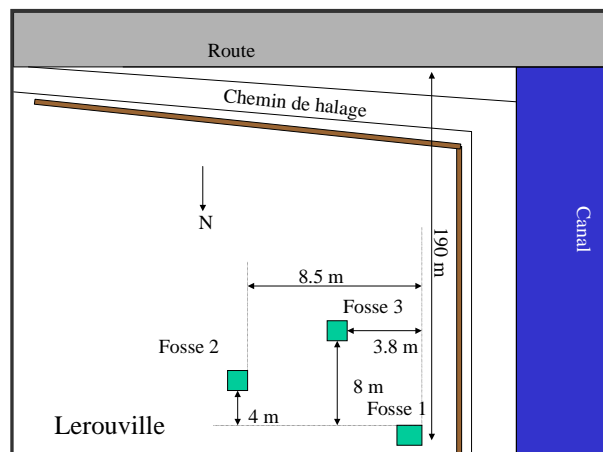 Route
Chemin de halage
N
190 m
Canal
8.5 m
Fosse 3
3.8 m
Fosse 2
8 m
Fosse 1
4 m
Lerouville